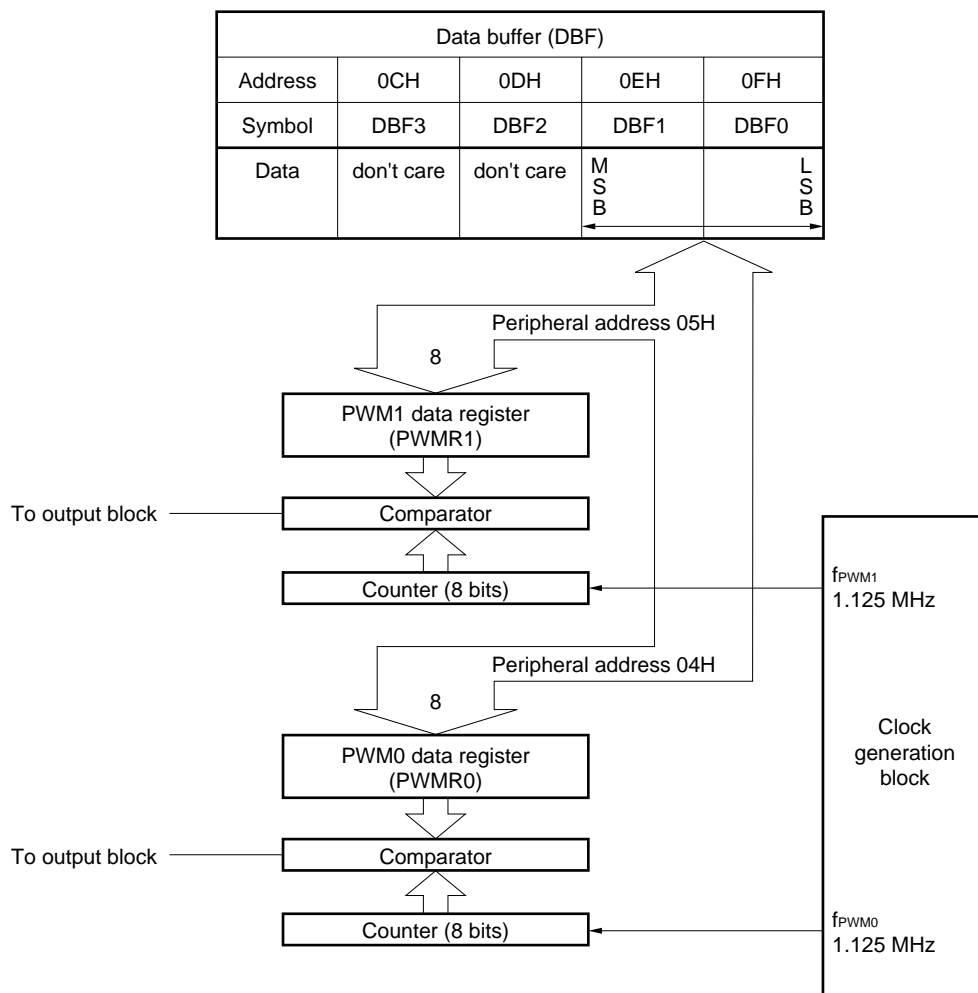 Data buffer (DBF)
Address 0CH 0DH 0EH 0FH
Symbol DBF3 DBF2 DBF1 DBF0
Data don't care don't care MSB LSB
Peripheral address 05H
8
PWM1 data register
(PWMR1)
To output block
Comparator
Counter (8 bits)
fPWM1
1.125 MHz
Peripheral address 04H
8
PWM0 data register
(PWMR0)
Clock
generation
block
To output block
Comparator
Counter (8 bits)
fPWM0
1.125 MHz